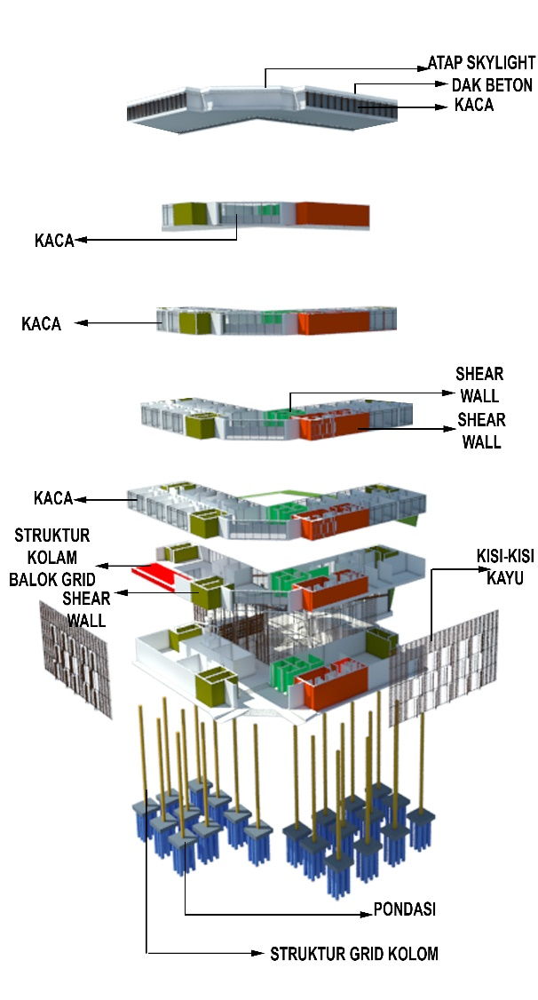 ATAP SKYLIGHT
DAK BETON
KACA
KACA
KACA
SHEAR
WALL
SHEAR
WALL
KACA
STRUKTUR
KOLAM
BALOK GRID
SHEAR
WALL
KISI-KISI
KAYU
PONDASI
STRUKTUR GRID KOLOM